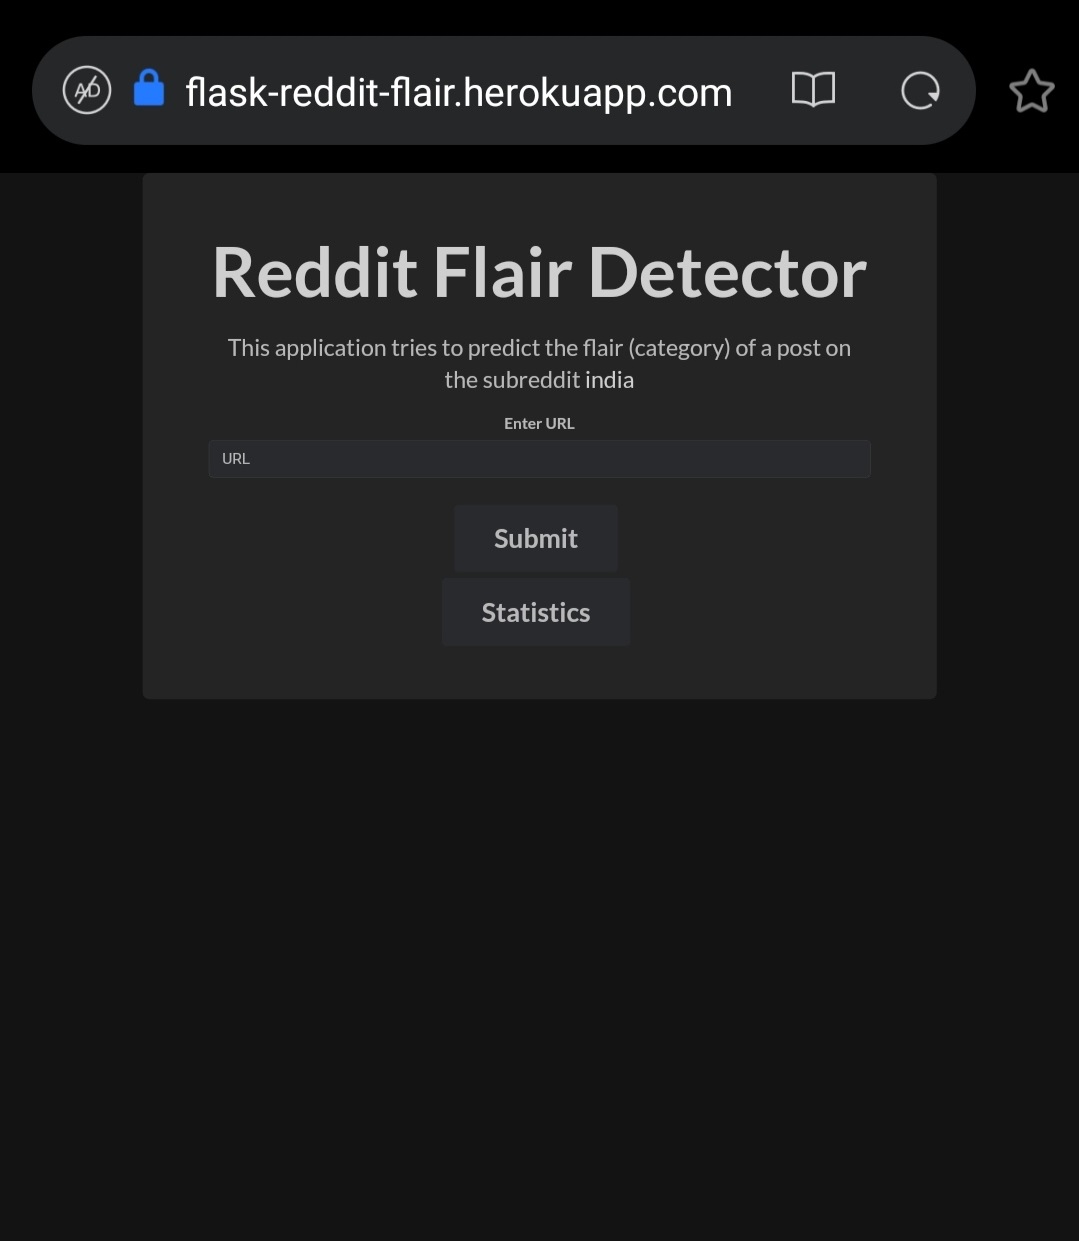 AD
flask-reddit-flair.herokuapp.com
Reddit Flair Detector
This application tries to predict the flair (category) of a post on
the subreddit india
Enter URL
URL
Submit
Statistics